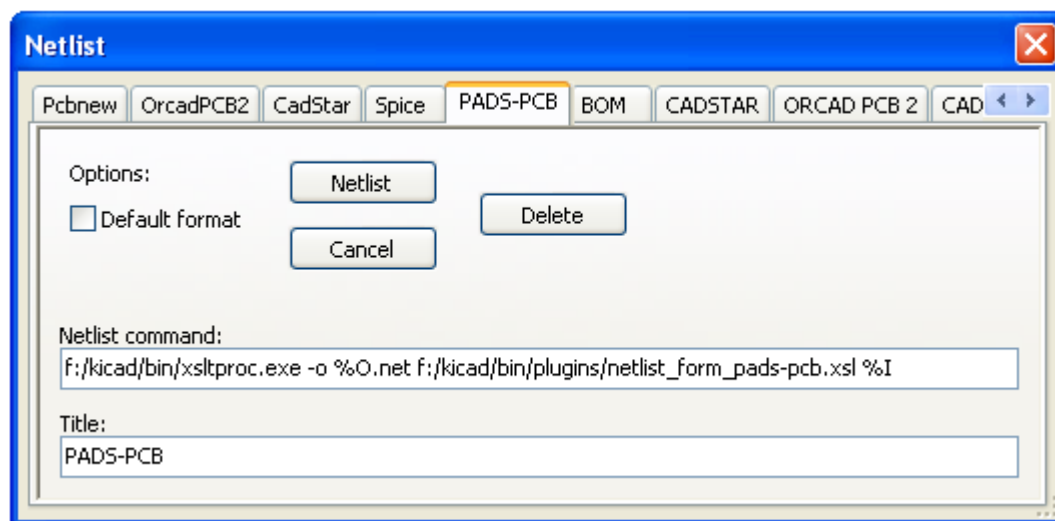 Netlist
Pcbnew OrcadPCB2 CadStar Spice PADS-PCB BOM CADSTAR ORCAD PCB 2 CAD
Options:
Netlist
Default format
Delete
Cancel
Netlist command:
f:/kicad/bin/xsltproc.exe -o %O.net f:/kicad/bin/plugins/netlist_form_pads-pcb.xsl %I
Title:
PADS-PCB